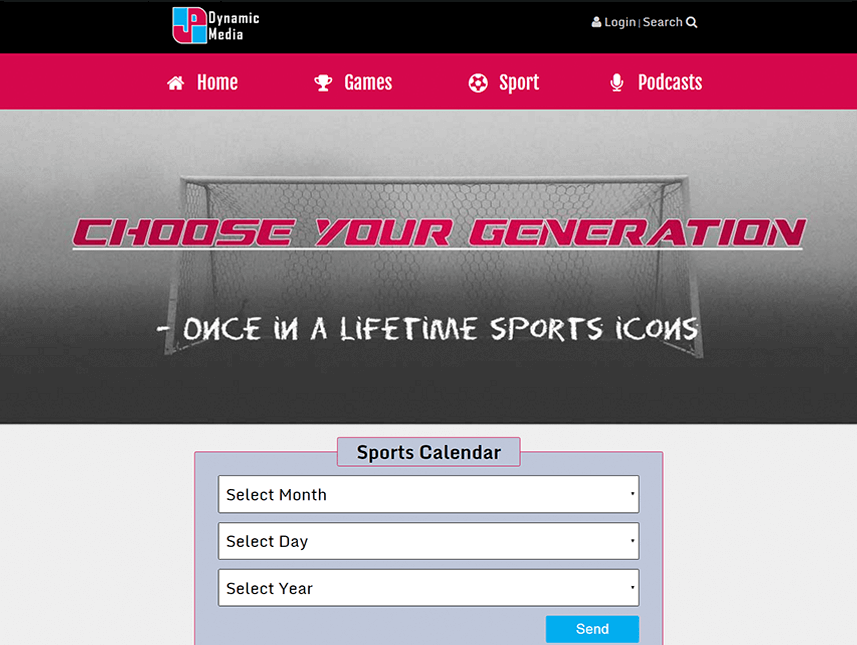 JP Dynamic
Media
Login | Search
Home Games Sport Podcasts
CHOOSE YOUR GENERATION
- ONCE IN A LIFETIME SPORTS ICONS
Sports Calendar
Select Month
Select Day
Select Year
Send